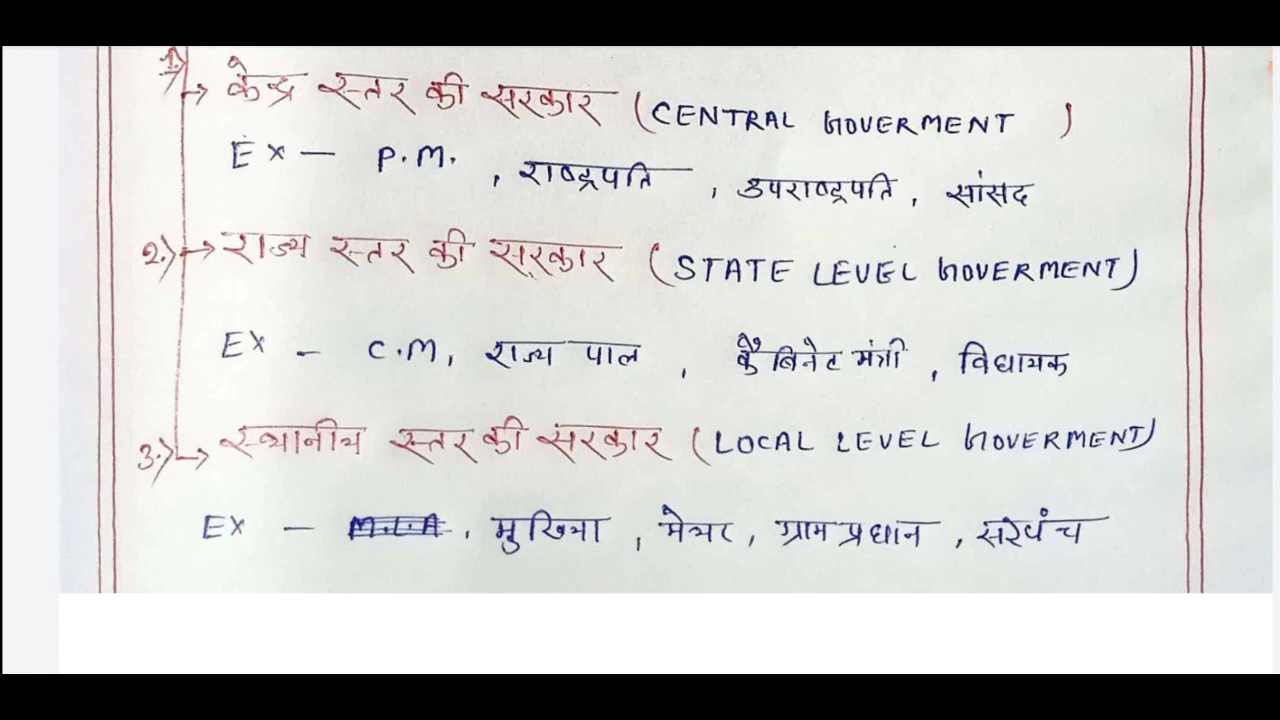 1.) → केन्द्र स्तर की सरकार (CENTRAL GOVERMENT )
Ex — P.M. , राष्ट्रपति , उपराष्ट्रपति , सांसद
2.) → राज्य स्तर की सरकार (STATE LEVEL GOVERMENT)
Ex — C.M, राज्य पाल , कैबिनेट मंत्री , विधायक
3.) → स्थानीय स्तर की सरकार (LOCAL LEVEL GOVERMENT)
EX — M.L.A , मुखिया , मेयर , ग्राम प्रधान , सरपंच